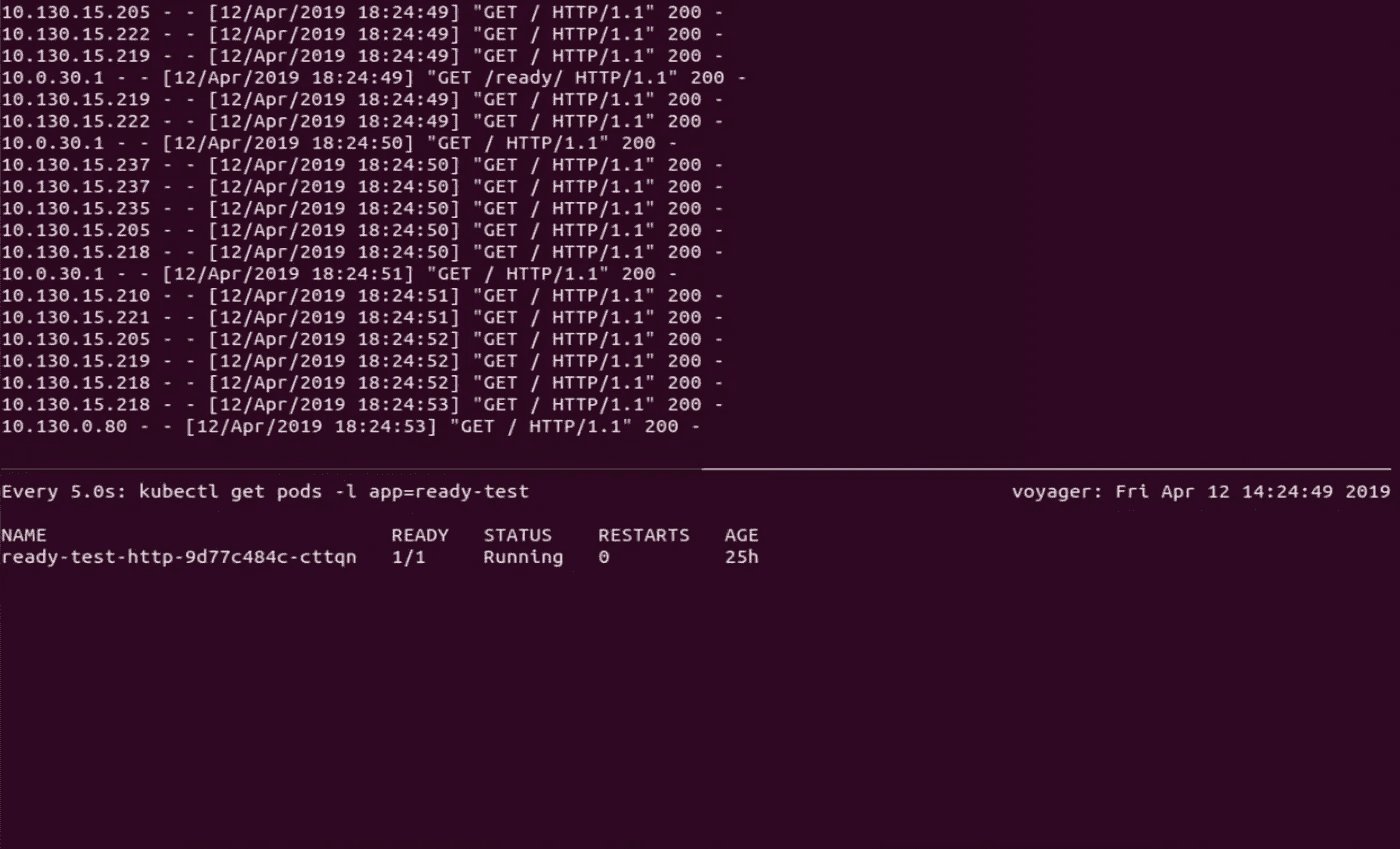 10.130.15.205 - - [12/Apr/2019 18:24:49] "GET / HTTP/1.1" 200 -
10.130.15.222 - - [12/Apr/2019 18:24:49] "GET / HTTP/1.1" 200 -
10.130.15.219 - - [12/Apr/2019 18:24:49] "GET / HTTP/1.1" 200 -
10.0.30.1 - - [12/Apr/2019 18:24:49] "GET /ready/ HTTP/1.1" 200 -
10.130.15.219 - - [12/Apr/2019 18:24:49] "GET / HTTP/1.1" 200 -
10.130.15.222 - - [12/Apr/2019 18:24:49] "GET / HTTP/1.1" 200 -
10.0.30.1 - - [12/Apr/2019 18:24:50] "GET / HTTP/1.1" 200 -
10.130.15.237 - - [12/Apr/2019 18:24:50] "GET / HTTP/1.1" 200 -
10.130.15.237 - - [12/Apr/2019 18:24:50] "GET / HTTP/1.1" 200 -
10.130.15.235 - - [12/Apr/2019 18:24:50] "GET / HTTP/1.1" 200 -
10.130.15.205 - - [12/Apr/2019 18:24:50] "GET / HTTP/1.1" 200 -
10.130.15.218 - - [12/Apr/2019 18:24:50] "GET / HTTP/1.1" 200 -
10.0.30.1 - - [12/Apr/2019 18:24:51] "GET / HTTP/1.1" 200 -
10.130.15.210 - - [12/Apr/2019 18:24:51] "GET / HTTP/1.1" 200 -
10.130.15.221 - - [12/Apr/2019 18:24:51] "GET / HTTP/1.1" 200 -
10.130.15.205 - - [12/Apr/2019 18:24:52] "GET / HTTP/1.1" 200 -
10.130.15.219 - - [12/Apr/2019 18:24:52] "GET / HTTP/1.1" 200 -
10.130.15.218 - - [12/Apr/2019 18:24:52] "GET / HTTP/1.1" 200 -
10.130.15.218 - - [12/Apr/2019 18:24:53] "GET / HTTP/1.1" 200 -
10.130.0.80 - - [12/Apr/2019 18:24:53] "GET / HTTP/1.1" 200 -
Every 5.0s: kubectl get pods -l app=ready-test voyager: Fri Apr 12 14:24:49 2019
NAME READY STATUS RESTARTS AGE
ready-test-http-9d77c484c-cttqn 1/1 Running 0 25h